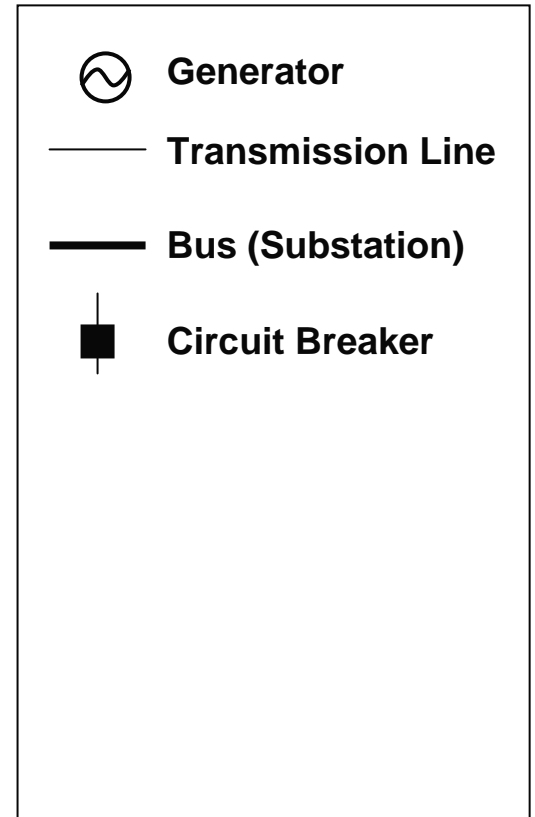 Generator
Transmission Line
Bus (Substation)
Circuit Breaker